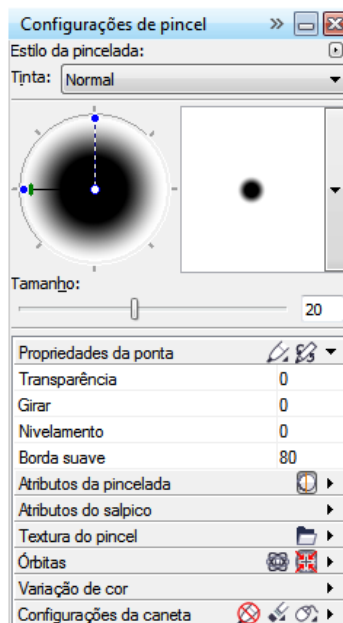 Configurações de pincel
Estilo da pincelada:
Tinta: Normal
Tamanho:
20
Propriedades da ponta
Transparência 0
Girar 0
Nivelamento 0
Borda suave 80
Atributos da pincelada
Atributos do salpico
Textura do pincel
Órbitas
Variação de cor
Configurações da caneta